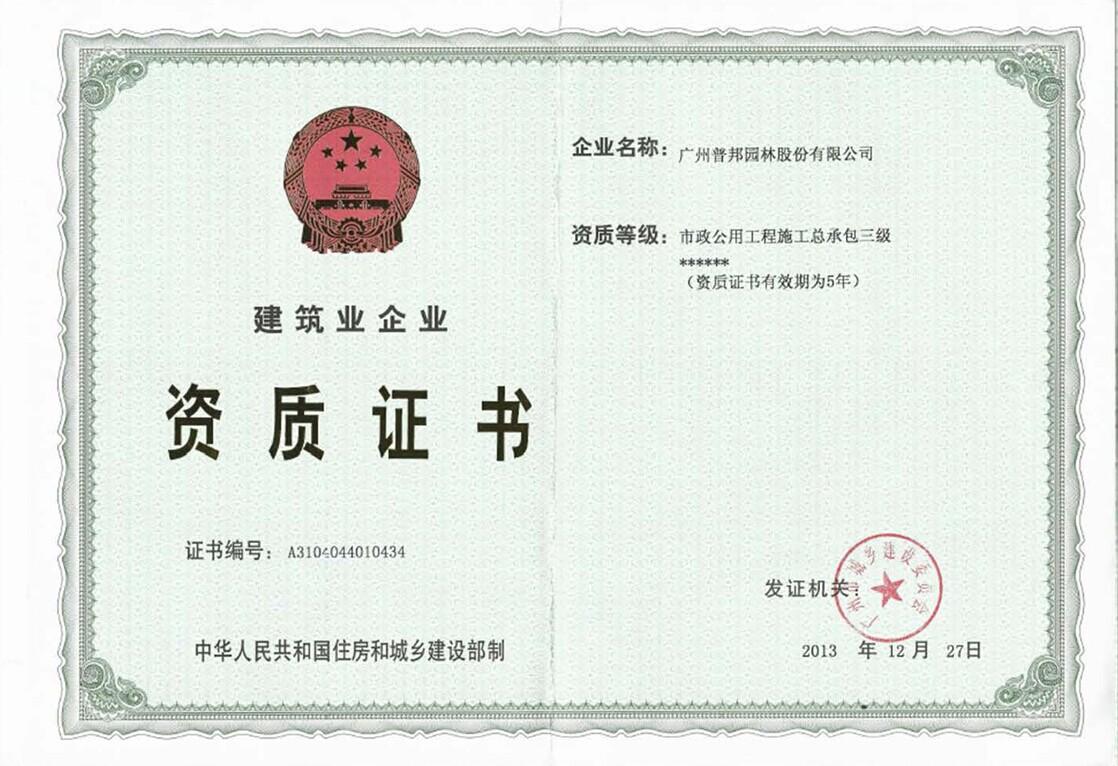 建筑业企业
资质证书
证书编号：A3104044010434
中华人民共和国住房和城乡建设部制
企业名称：广州普邦园林股份有限公司
资质等级：市政公用工程施工总承包三级
******
（资质证书有效期为5年）
广州市城乡建设委员会
发证机关：
2013 年 12 月 27日